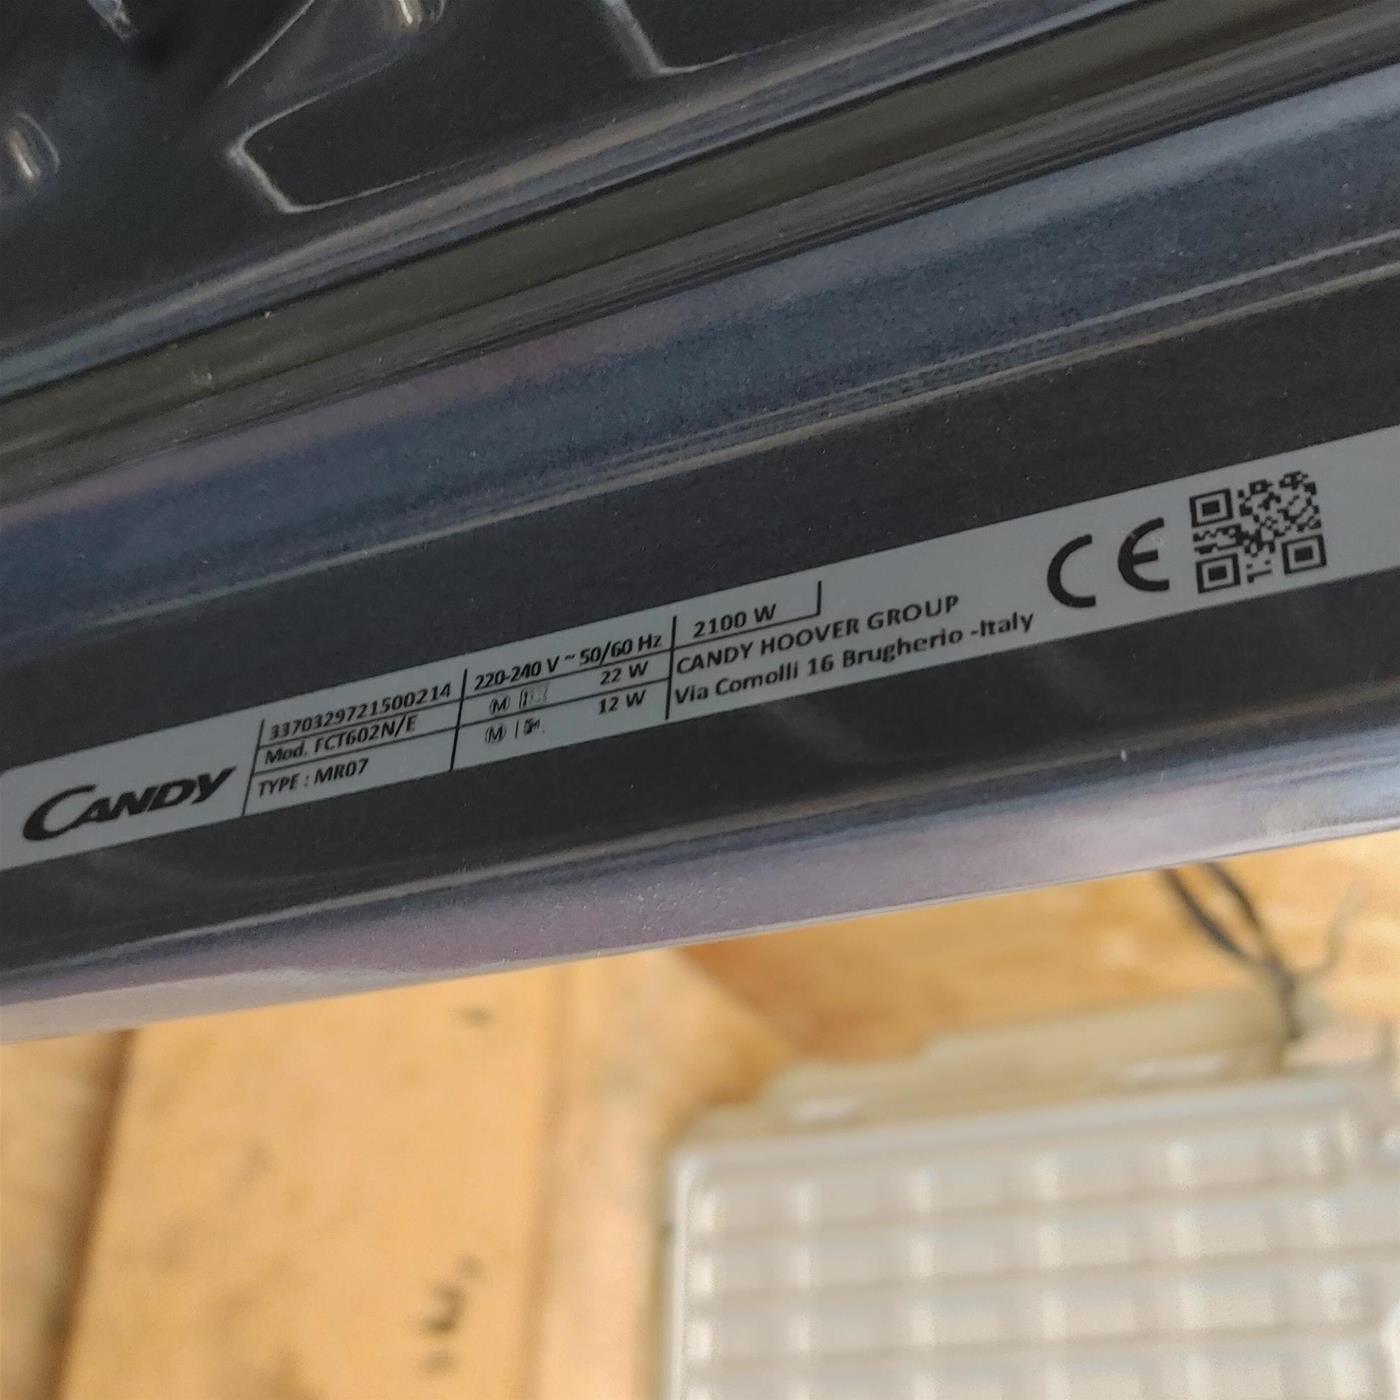 CANDY
3370329721500214
Mod. FCT602N/E
TYPE : MR07
220-240 V ~ 50/60 Hz
M 22 W
M 12 W
2100 W
CANDY HOOVER GROUP
Via Comolli 16 Brugherio -Italy
CE